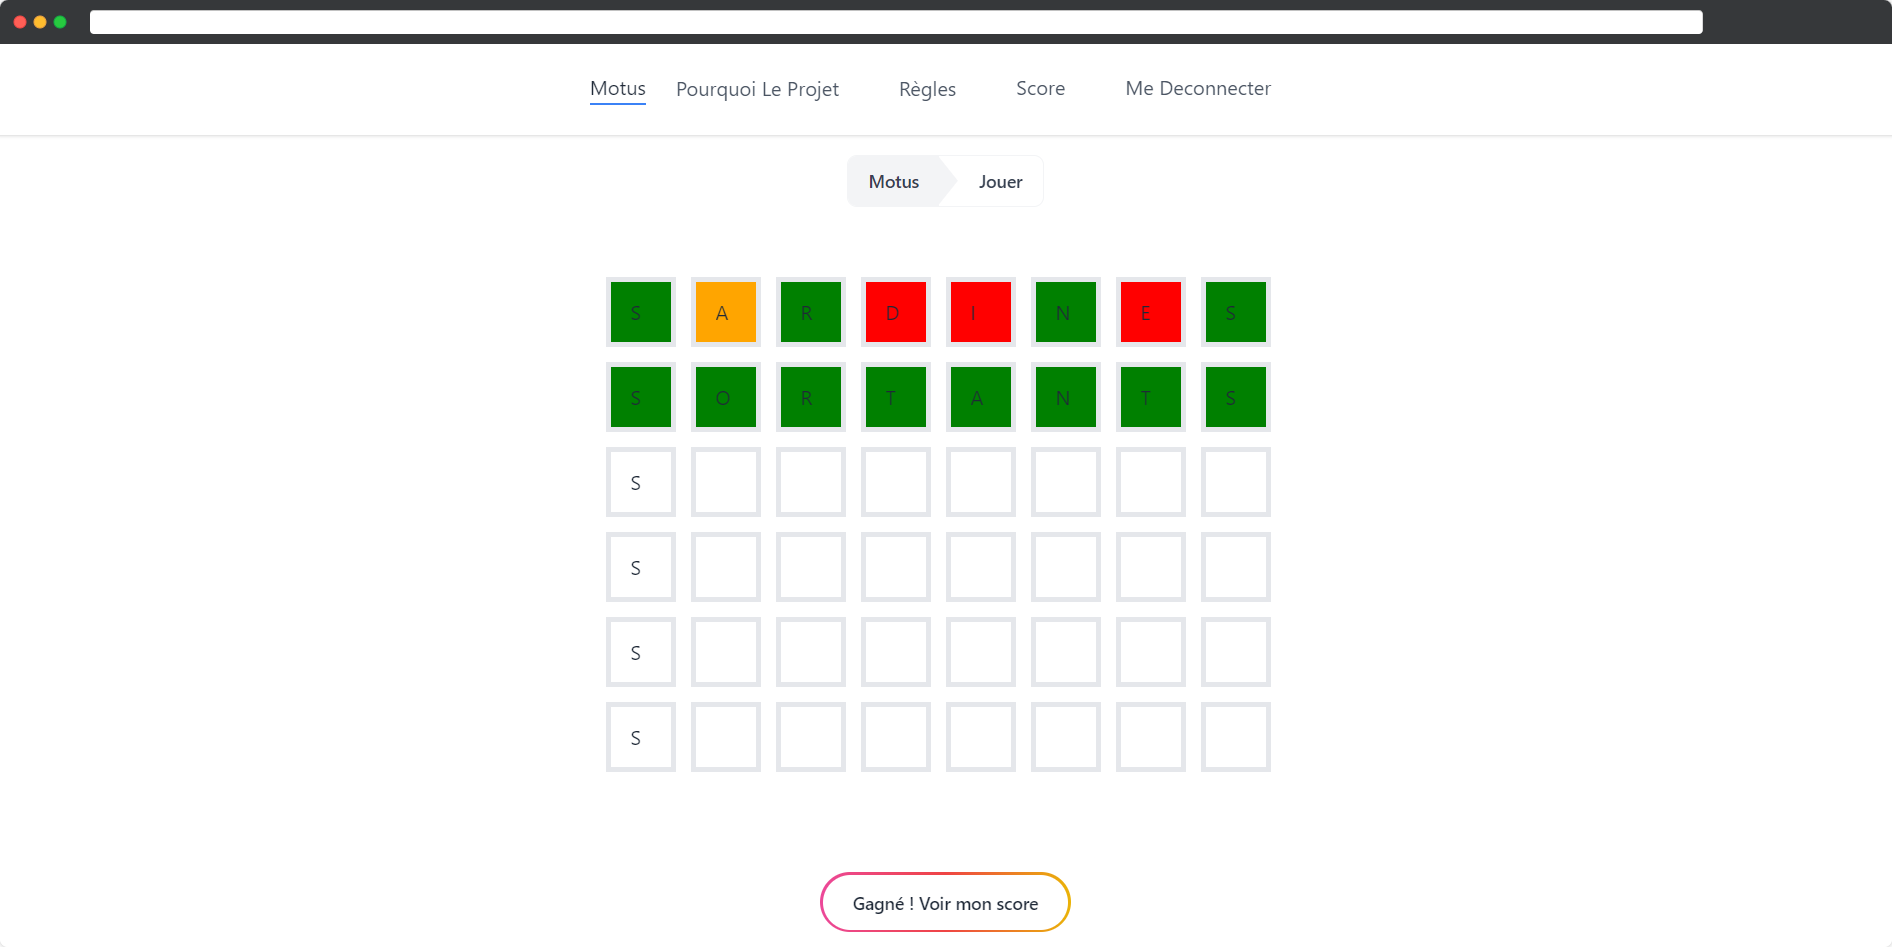 Motus Pourquoi Le Projet Règles Score Me Deconnecter
Motus Jouer
S A R D I N E S
S O R T A N T S
S
S
S
S
Gagné ! Voir mon score